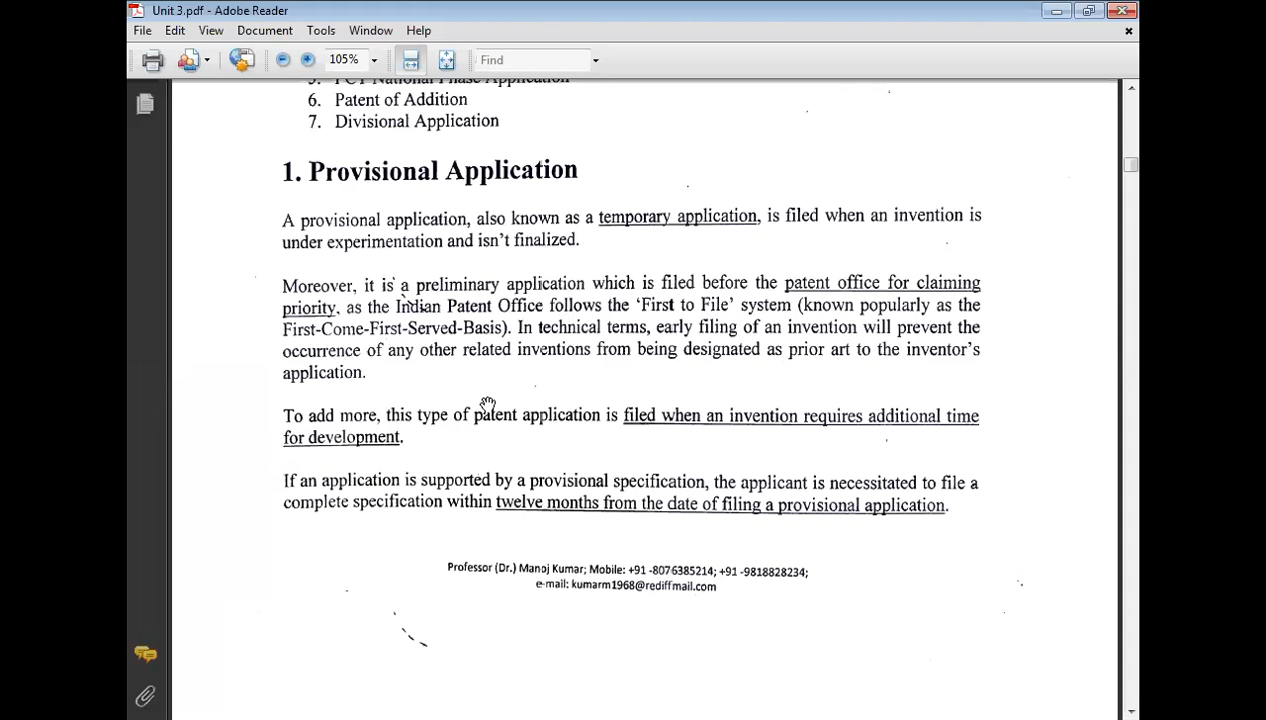 Unit 3.pdf - Adobe Reader
File Edit View Document Tools Window Help
105% Find
5. PCT National Phase Application
6. Patent of Addition
7. Divisional Application
1. Provisional Application
A provisional application, also known as a temporary application, is filed when an invention is
under experimentation and isn't finalized.
Moreover, it is a preliminary application which is filed before the patent office for claiming
priority, as the Indian Patent Office follows the 'First to File' system (known popularly as the
First-Come-First-Served-Basis). In technical terms, early filing of an invention will prevent the
occurrence of any other related inventions from being designated as prior art to the inventor's
application.
To add more, this type of patent application is filed when an invention requires additional time
for development.
If an application is supported by a provisional specification, the applicant is necessitated to file a
complete specification within twelve months from the date of filing a provisional application.
Professor (Dr.) Manoj Kumar; Mobile: +91 -8076385214; +91 -9818828234;
e-mail: kumarm1968@rediffmail.com